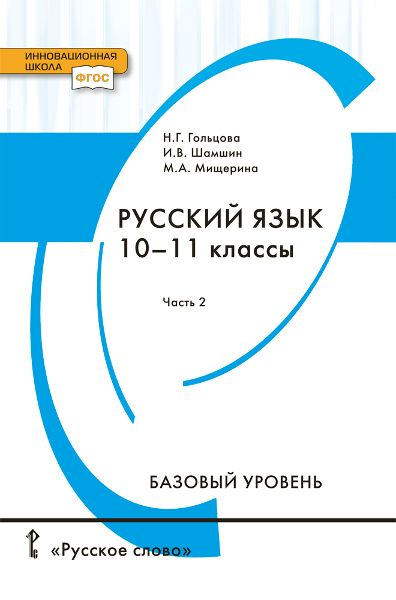 ИННОВАЦИОННАЯ
ШКОЛА
ФГОС
Н.Г. Гольцова
И.В. Шамшин
М.А. Мищерина
РУССКИЙ ЯЗЫК
10–11 классы
Часть 2
БАЗОВЫЙ УРОВЕНЬ
«Русское слово»